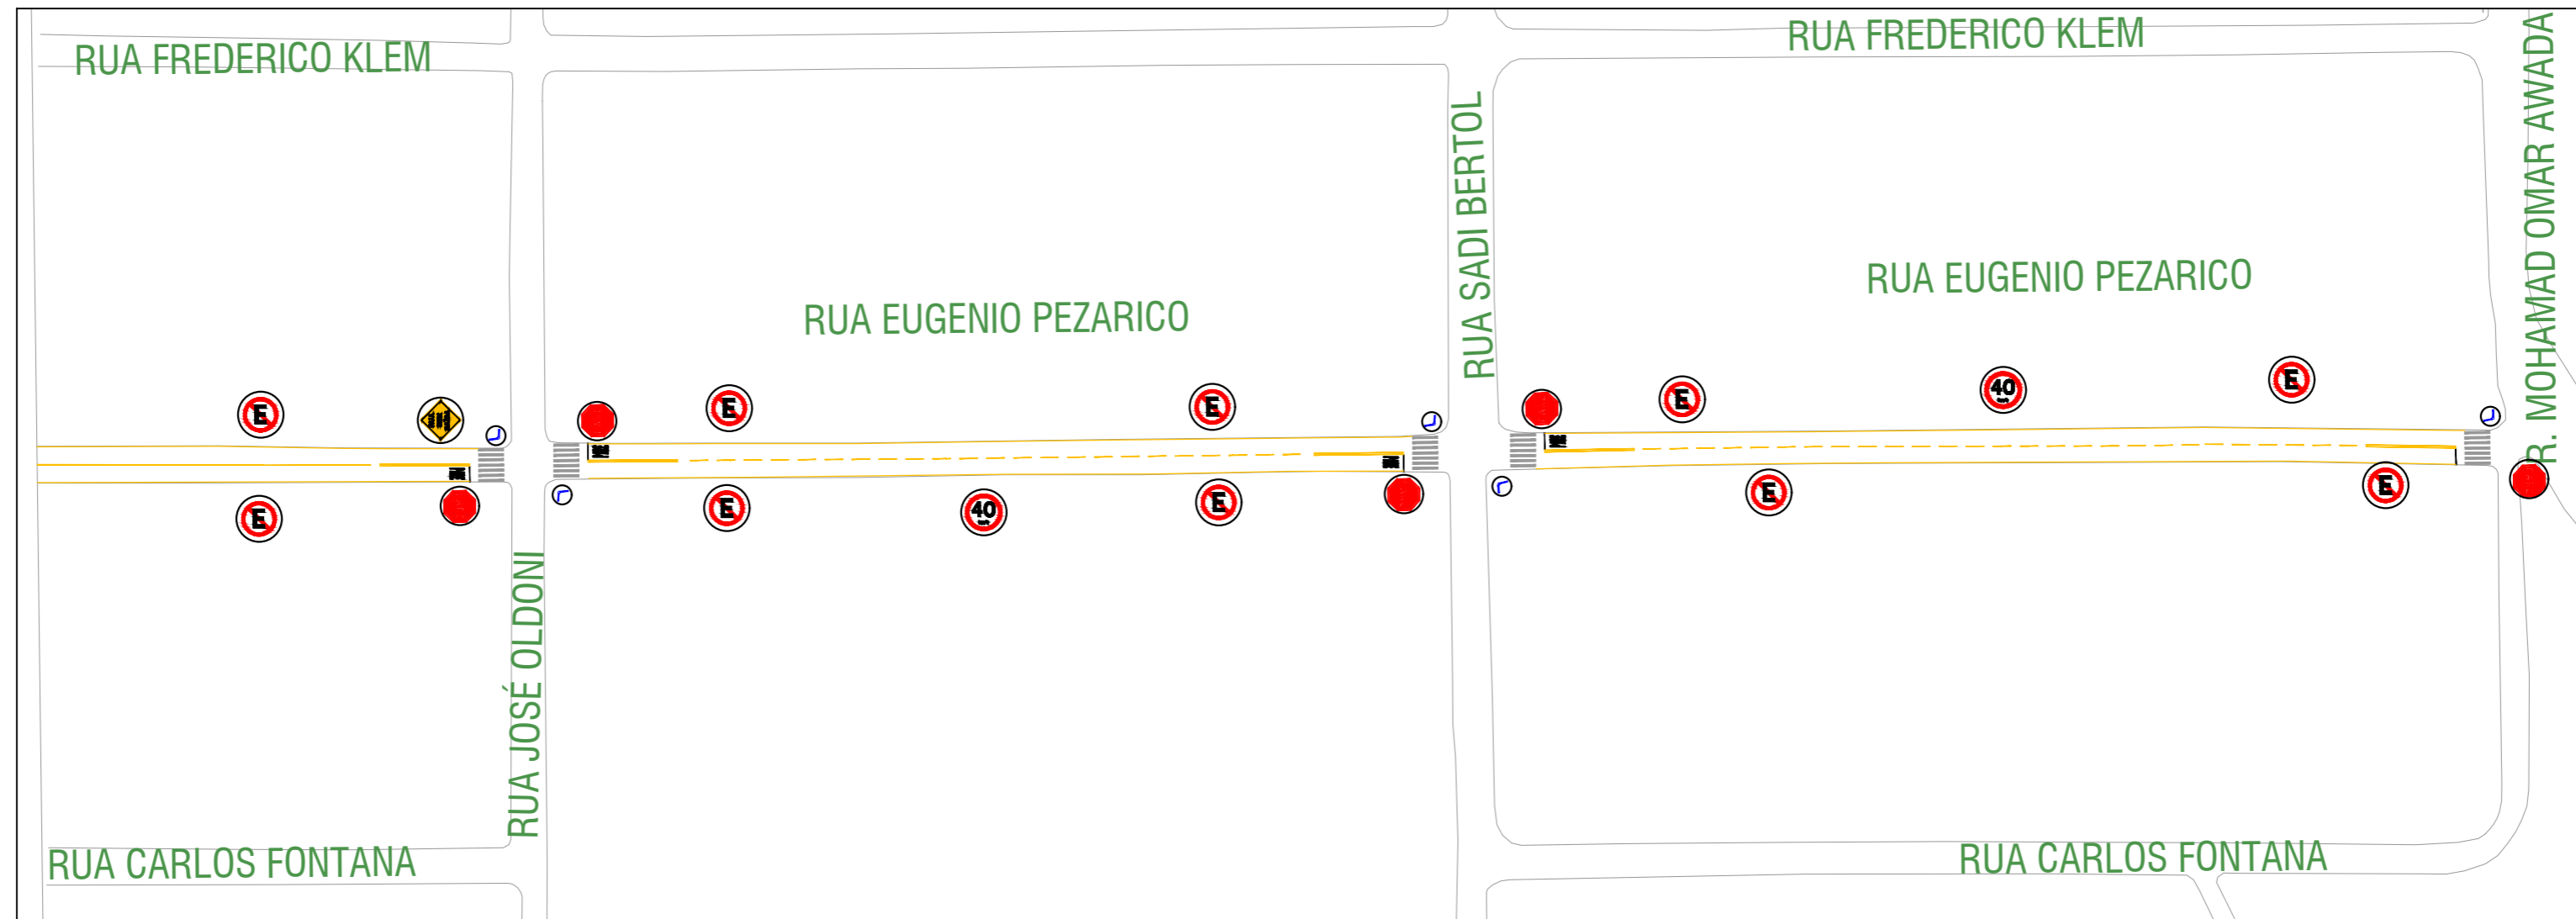 RUA FREDERICO KLEM
RUA FREDERICO KLEM
R. MOHAMAD OMAR AWADA
RUA SADI BERTOL
RUA EUGENIO PEZARICO
RUA EUGENIO PEZARICO
E
E
E
E
40
E
E
E
E
40
E
E
E
RUA JOSÉ OLDONI
RUA CARLOS FONTANA
RUA CARLOS FONTANA